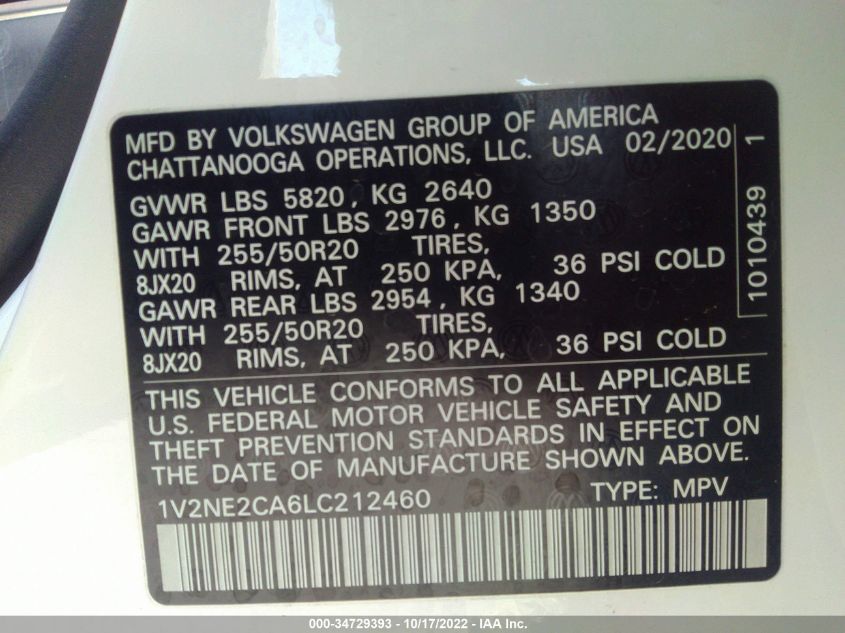 MFD BY VOLKSWAGEN GROUP OF AMERICA
CHATTANOOGA OPERATIONS, LLC. USA 02/2020
GVWR LBS 5820, KG 2640
GAWR FRONT LBS 2976, KG 1350
WITH 255/50R20 TIRES,
8JX20 RIMS, AT 250 KPA, 36 PSI COLD
GAWR REAR LBS 2954, KG 1340
WITH 255/50R20 TIRES,
8JX20 RIMS, AT 250 KPA, 36 PSI COLD
1010439 1
THIS VEHICLE CONFORMS TO ALL APPLICABLE
U.S. FEDERAL MOTOR VEHICLE SAFETY AND
THEFT PREVENTION STANDARDS IN EFFECT ON
THE DATE OF MANUFACTURE SHOWN ABOVE.
1V2NE2CA6LC212460 TYPE: MPV
000-34729393 - 10/17/2022 - IAA Inc.